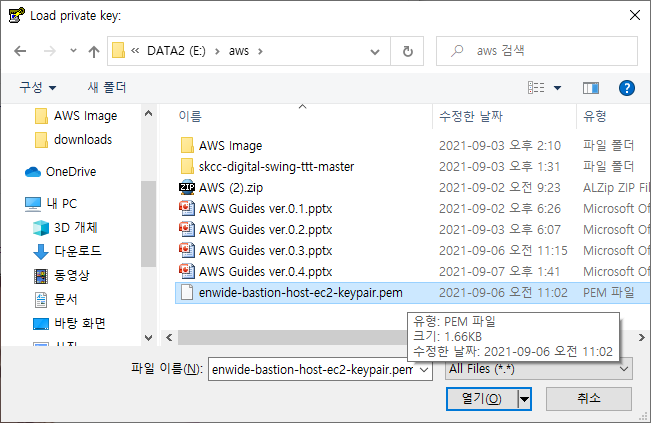 Load private key:
« DATA2 (E:) > aws >
aws 검색
구성 새 폴더
이름 수정한 날짜 유형
AWS Image
downloads
OneDrive
내 PC
3D 개체
다운로드
동영상
문서
바탕 화면
AWS Image 2021-09-03 오후 2:10 파일 폴더
skcc-digital-swing-ttt-master 2021-09-03 오후 1:31 파일 폴더
AWS (2).zip 2021-09-02 오전 9:23 ALZip ZIP Fil
AWS Guides ver.0.1.pptx 2021-09-02 오후 6:26 Microsoft Of
AWS Guides ver.0.2.pptx 2021-09-03 오후 6:07 Microsoft Of
AWS Guides ver.0.3.pptx 2021-09-06 오전 11:15 Microsoft Of
AWS Guides ver.0.4.pptx 2021-09-07 오후 1:41 Microsoft Of
enwide-bastion-host-ec2-keypair.pem 2021-09-06 오전 11:02 PEM 파일
유형: PEM 파일
크기: 1.66KB
수정한 날짜: 2021-09-06 오전 11:02
파일 이름(N): enwide-bastion-host-ec2-keypair.pem
All Files (*.*)
열기(O) 취소